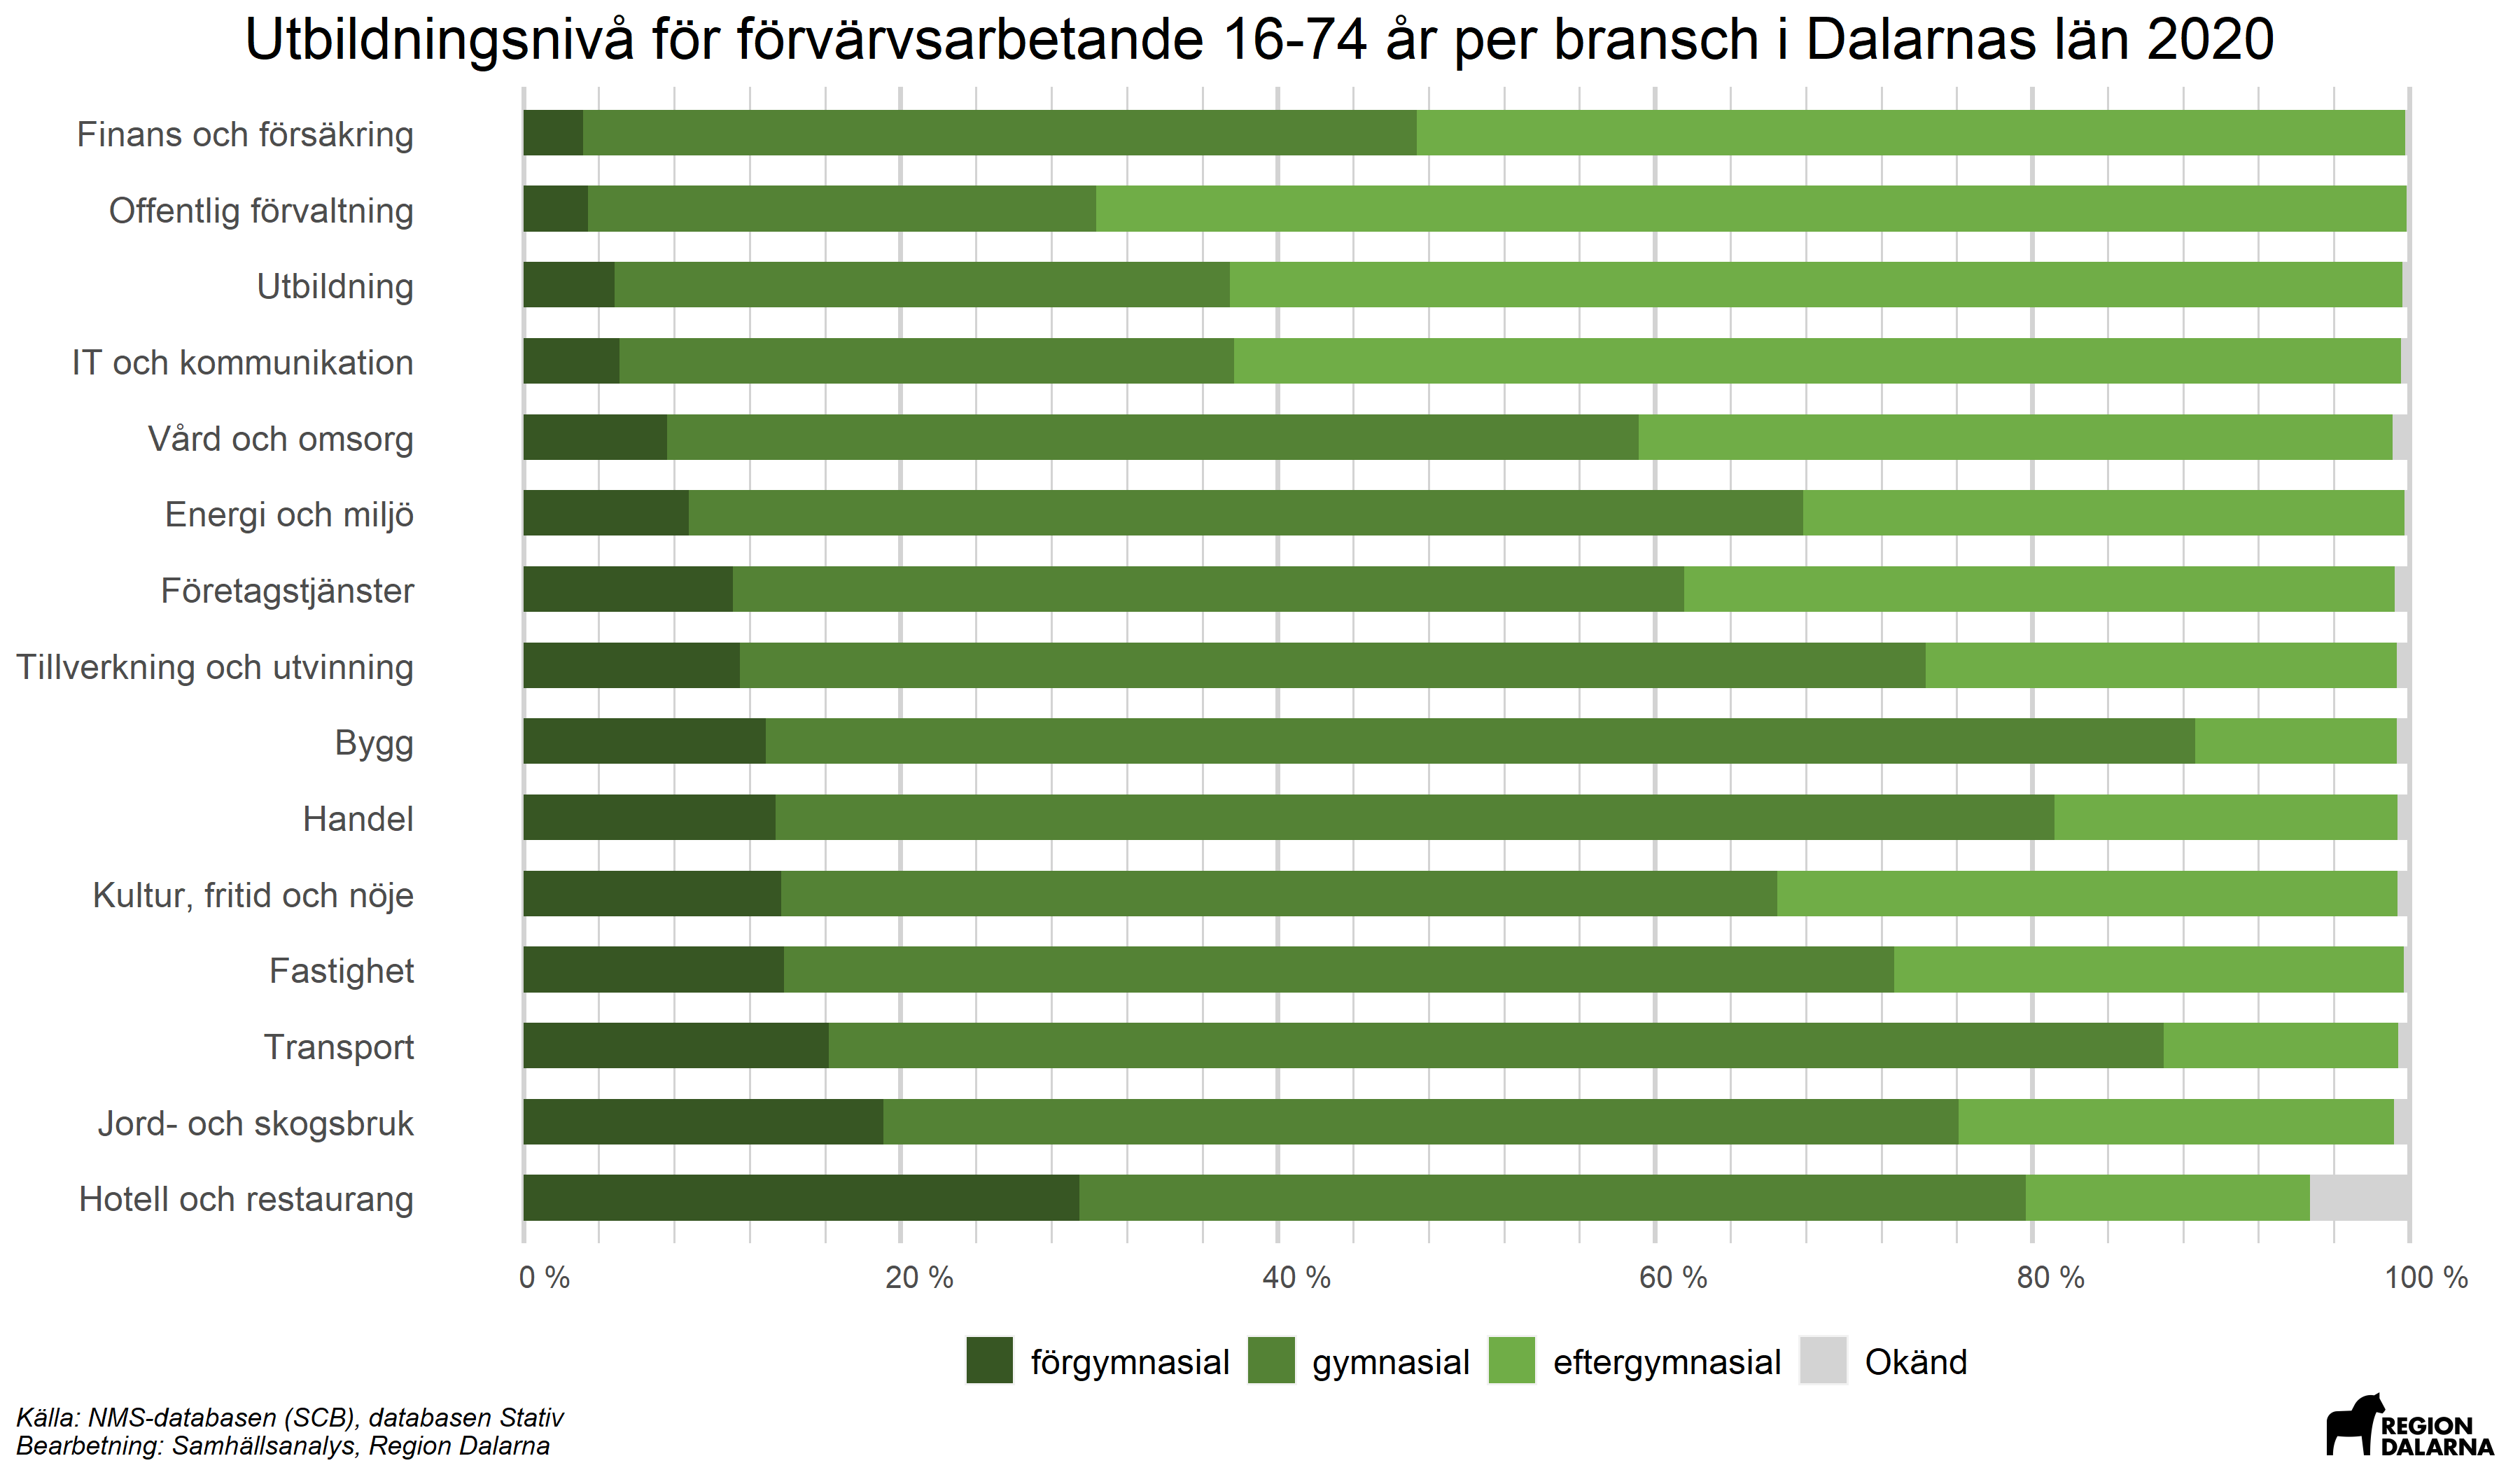 Utbildningsnivå för förvärvsarbetande 16-74 år per bransch i Dalarnas län 2020
Finans och försäkring
Offentlig förvaltning
Utbildning
IT och kommunikation
Vård och omsorg
Energi och miljö
Företagstjänster
Tillverkning och utvinning
Bygg
Handel
Kultur, fritid och nöje
Fastighet
Transport
Jord- och skogsbruk
Hotell och restaurang
0 % 20 % 40 % 60 % 80 % 100 %
förgymnasial gymnasial eftergymnasial Okänd
Källa: NMS-databasen (SCB), databasen Stativ
Bearbetning: Samhällsanalys, Region Dalarna
REGION
DALARNA